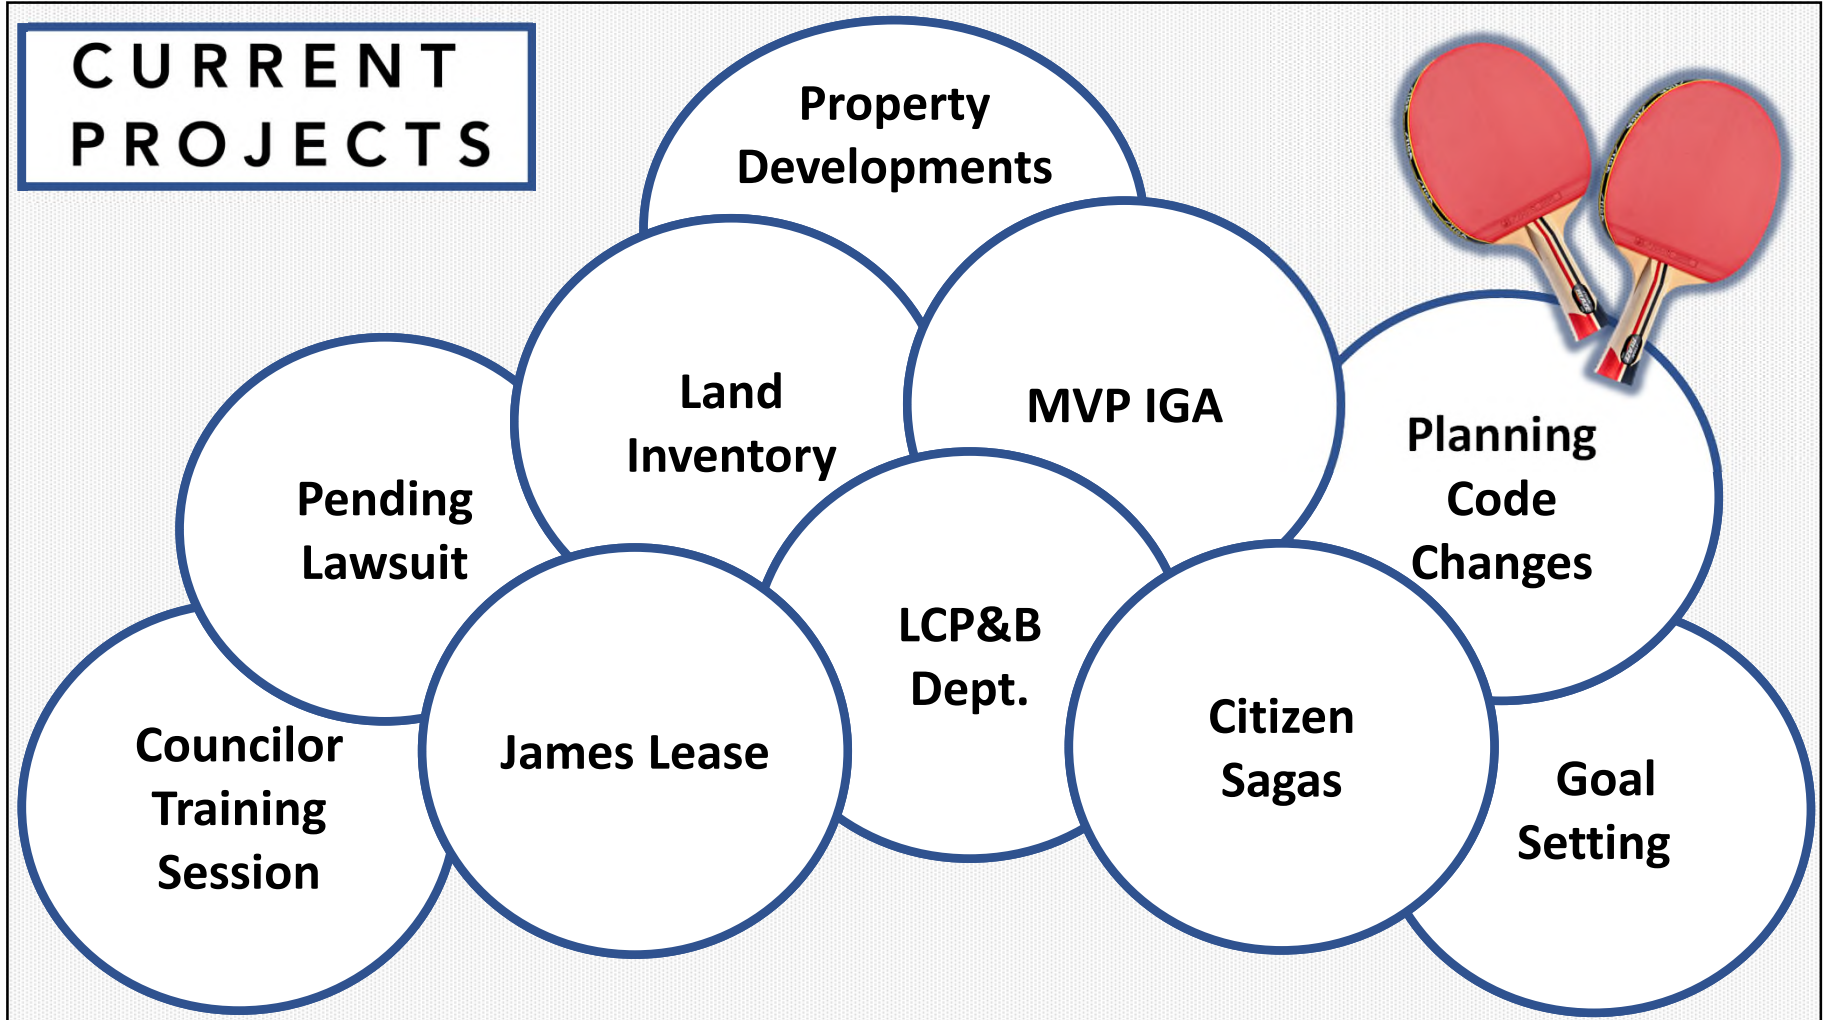 CURRENT
PROJECTS
Property
Developments
Land
Inventory
MVP IGA
Planning
Code
Changes
Pending
Lawsuit
LCP&B
Dept.
Citizen
Sagas
James Lease
Councilor
Training
Session
Goal
Setting